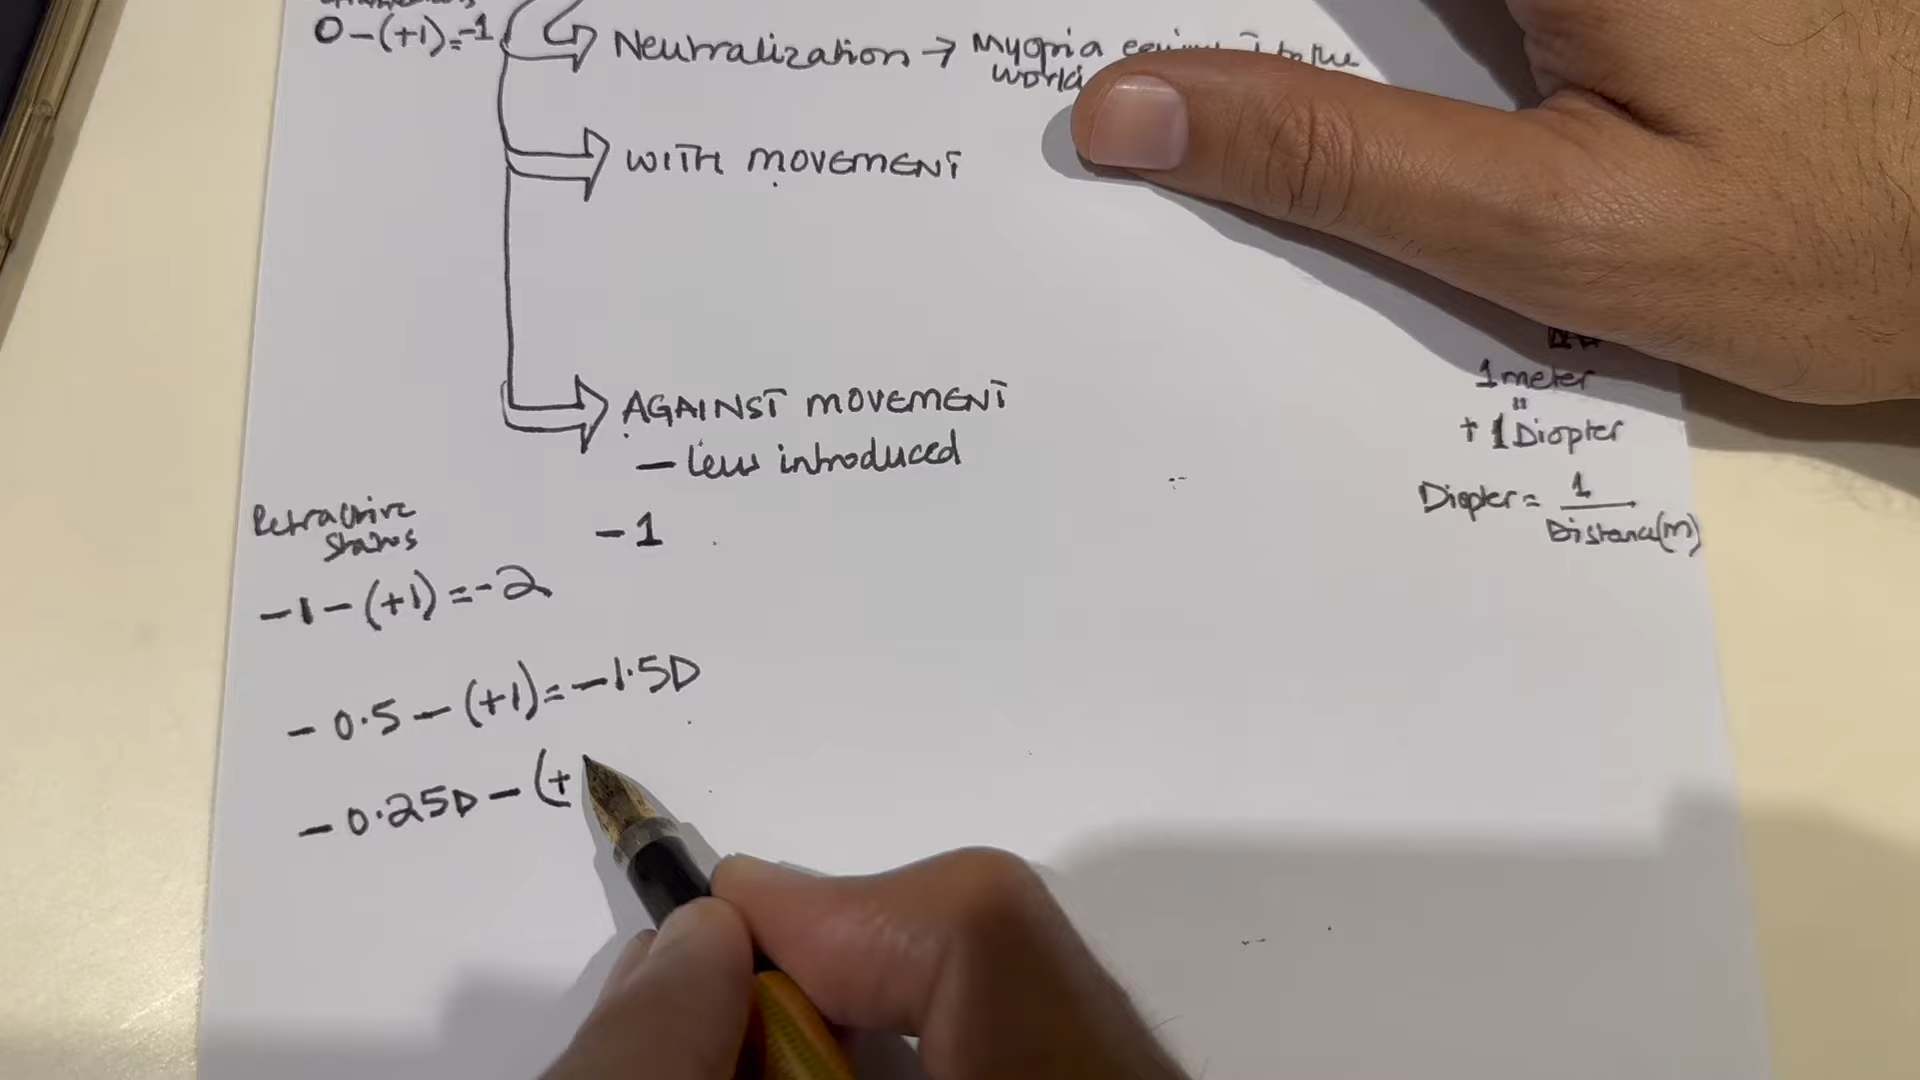 0-(+1)=-1
Neutralization → Myopia
WITH MOVEMENT
AGAINST MOVEMENT
- lens introduced
1 meter
"
+ 1 Diopter
Diopter = 1
Distance(m)
Refractive
Status
-1
-1-(+1)=-2
-0.5-(+1)=-1.5D
-0.25D-(+